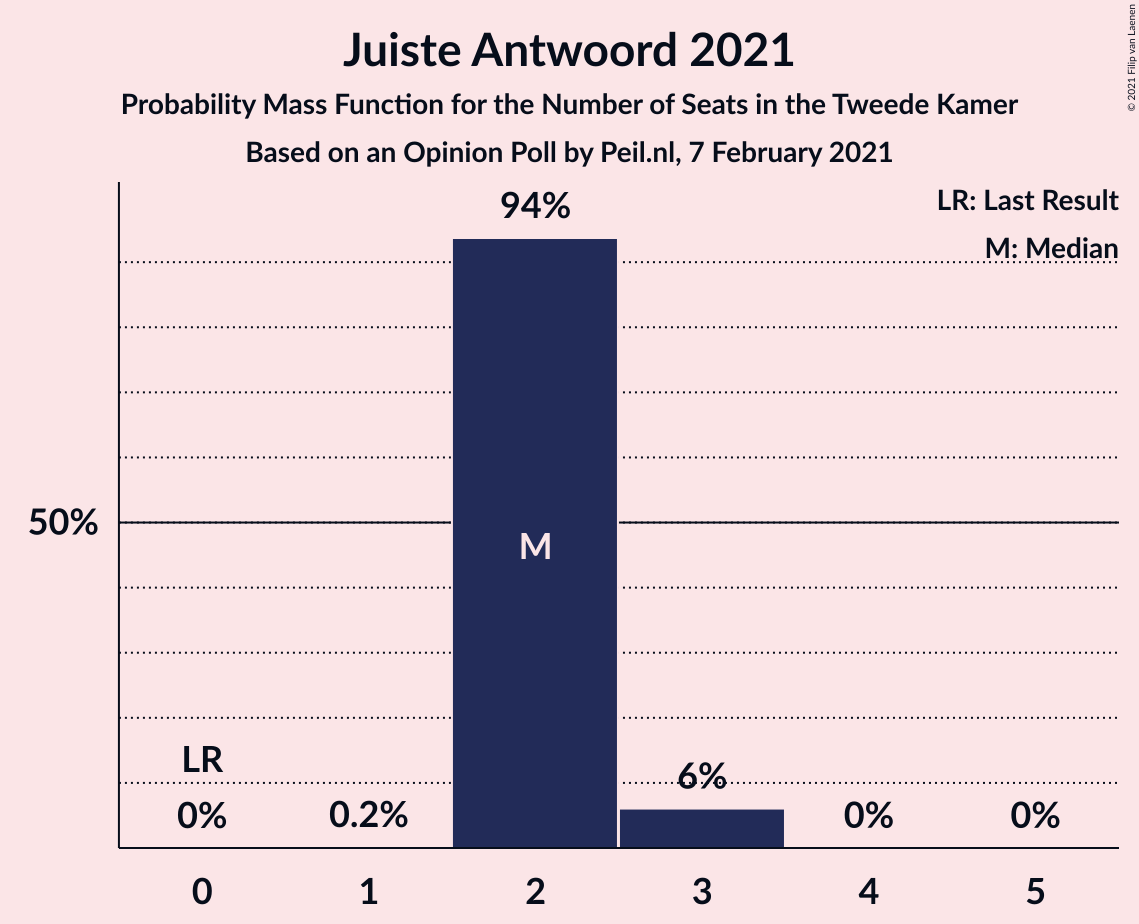 Juiste Antwoord 2021
Probability Mass Function for the Number of Seats in the Tweede Kamer
Based on an Opinion Poll by Peil.nl, 7 February 2021
© 2021 Filip van Laenen
LR: Last Result
M: Median
94%
50%
M
LR
0%
0.2%
6%
0%
0%
0
1
2
3
4
5